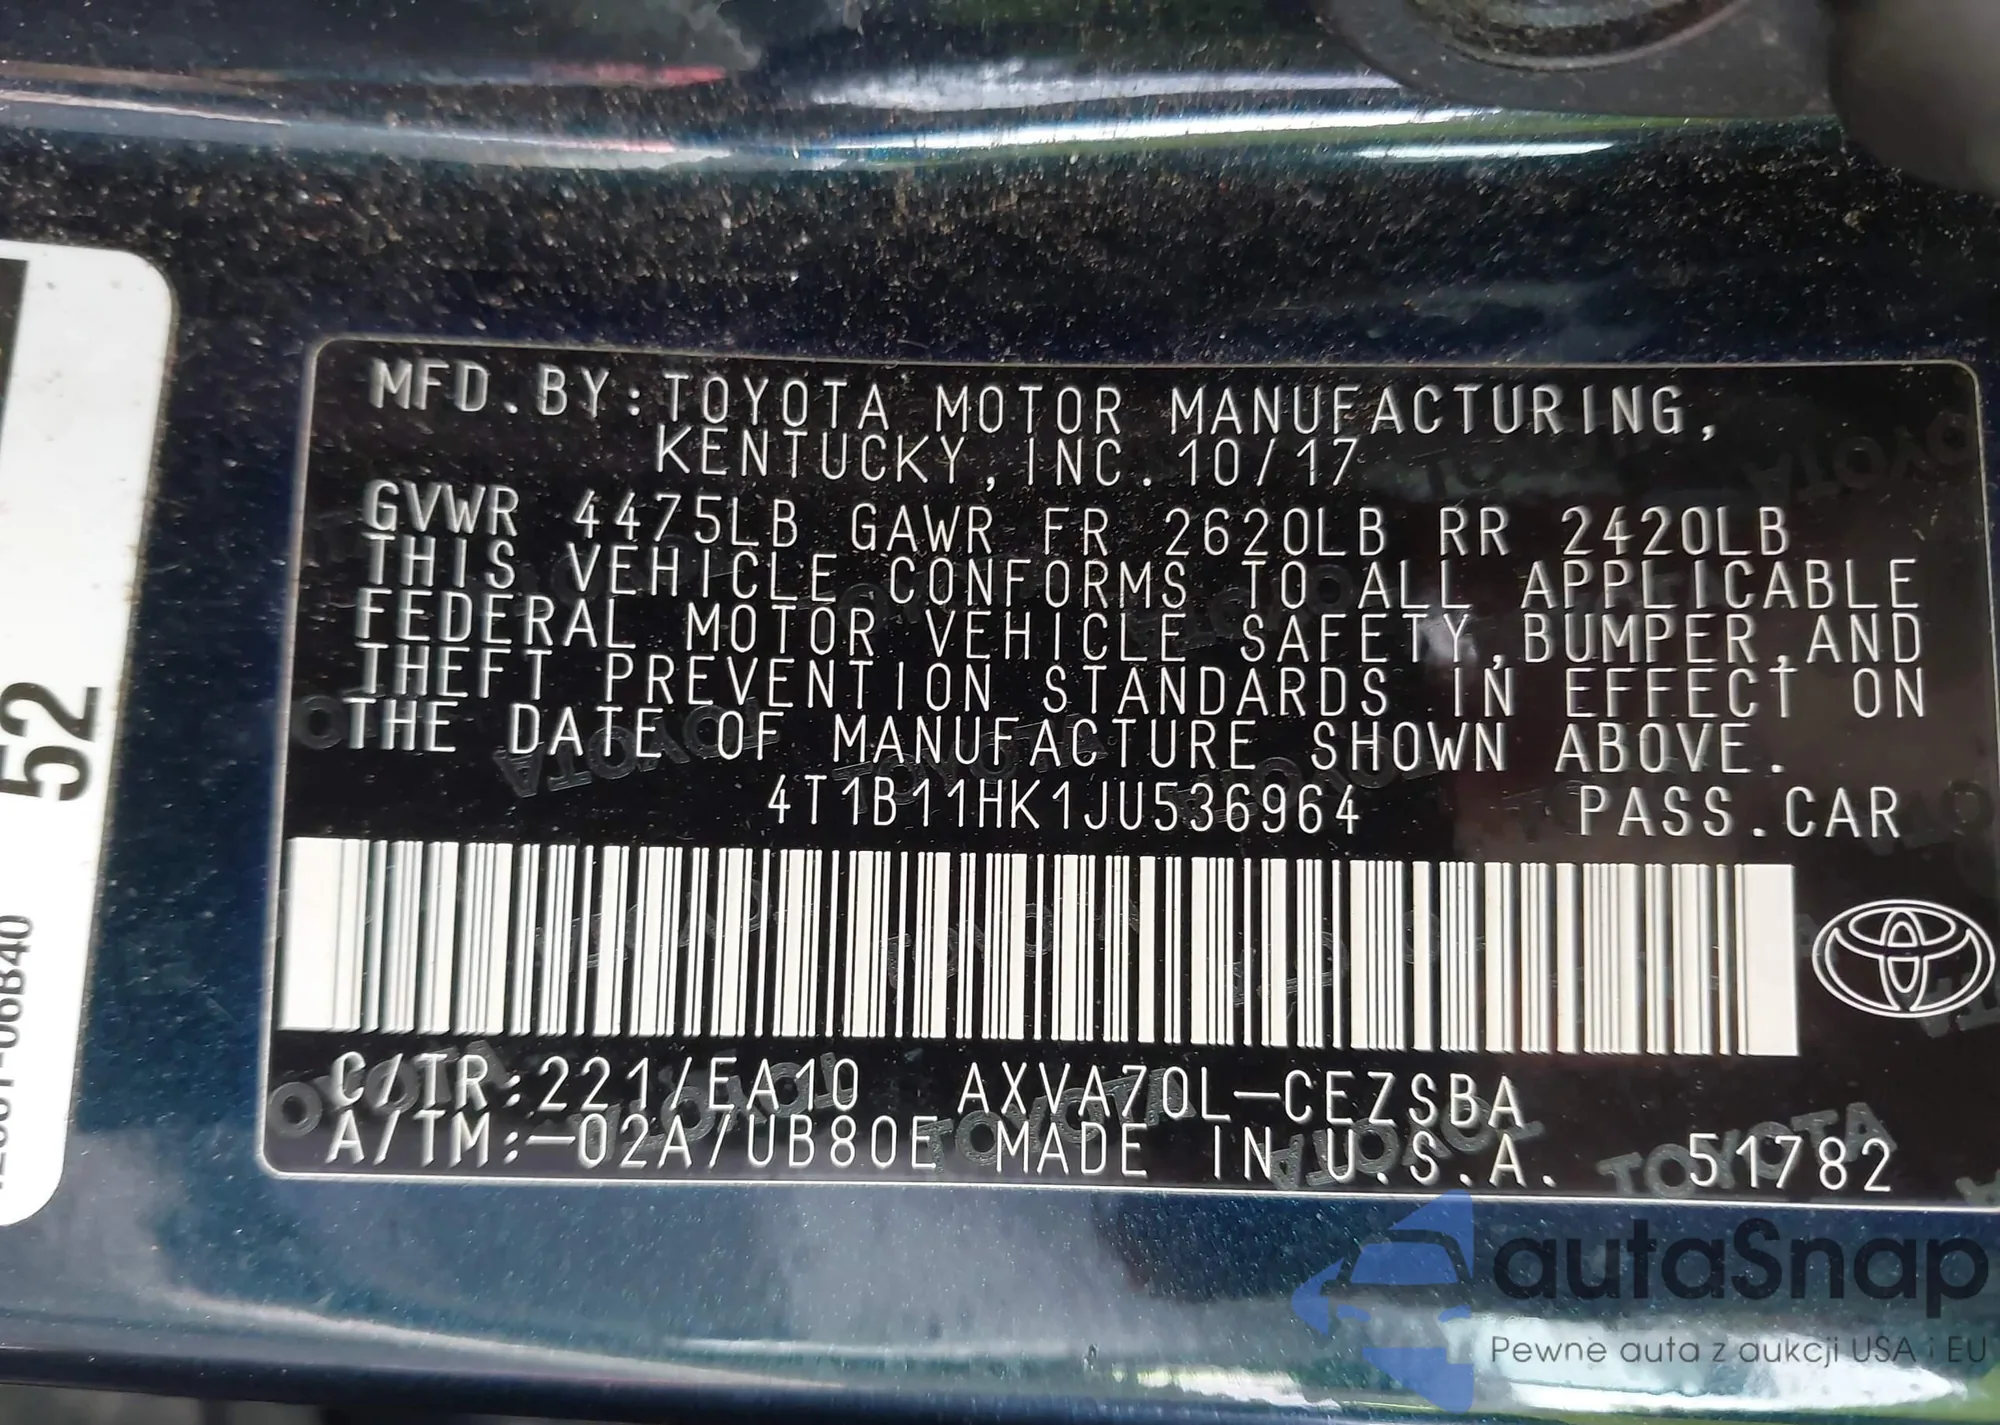 MFD.BY:TOYOTA MOTOR MANUFACTURING,
KENTUCKY,INC.10/17
GVWR 4475LB GAWR FR 2620LB RR 2420LB
THIS VEHICLE CONFORMS TO ALL APPLICABLE
FEDERAL MOTOR VEHICLE SAFETY,BUMPER,AND
THEFT PREVENTION STANDARDS IN EFFECT ON
THE DATE OF MANUFACTURE SHOWN ABOVE.
4T1B11HK1JU536964 PASS.CAR
C/TR:221/EA10 AXVA70L-CEZSBA
A/TM:-02A/UB80E MADE IN U.S.A. 51782
52
autaSnap
Pewne auta z aukcji USA i EU